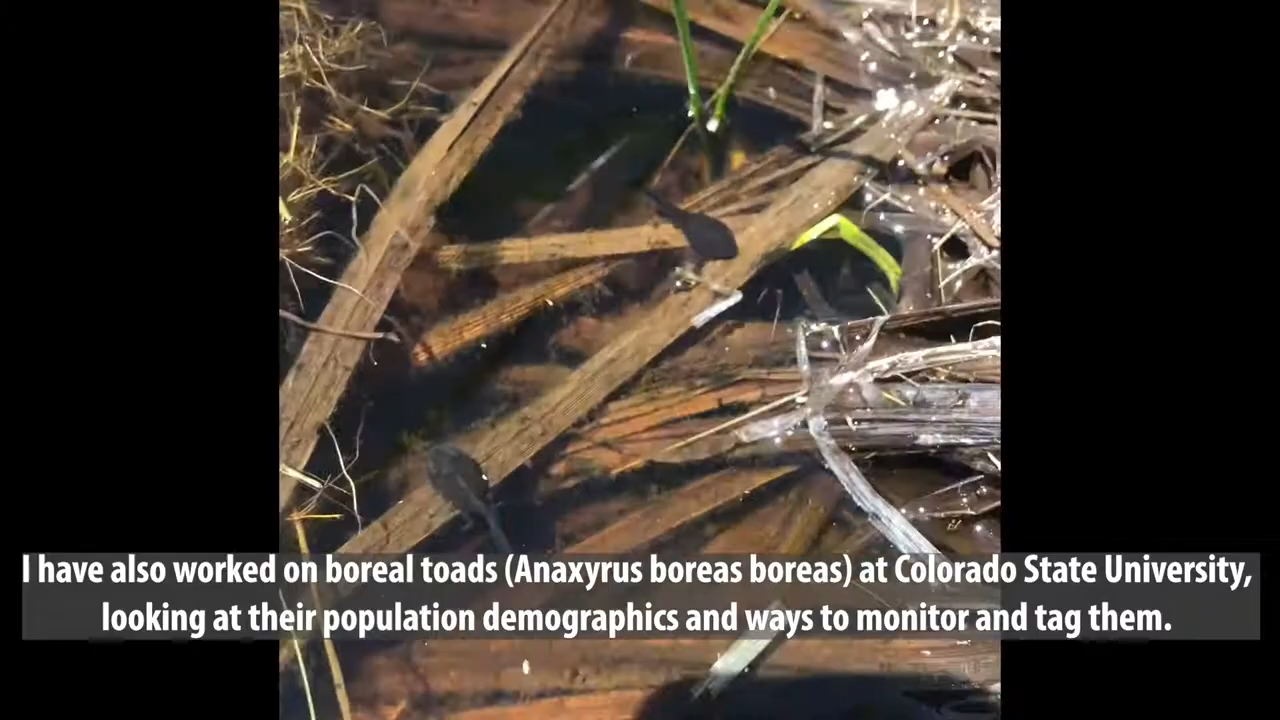 I have also worked on boreal toads (Anaxyrus boreas boreas) at Colorado State University,
looking at their population demographics and ways to monitor and tag them.